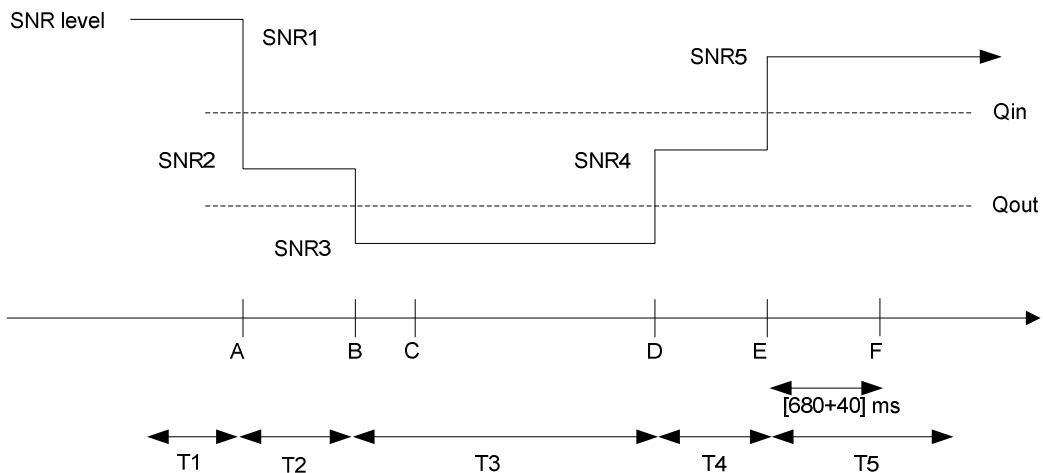 SNR level
SNR1
SNR5
Qin
SNR2
SNR4
Qout
SNR3
A B C D E F
[680+40] ms
T1 T2 T3 T4 T5